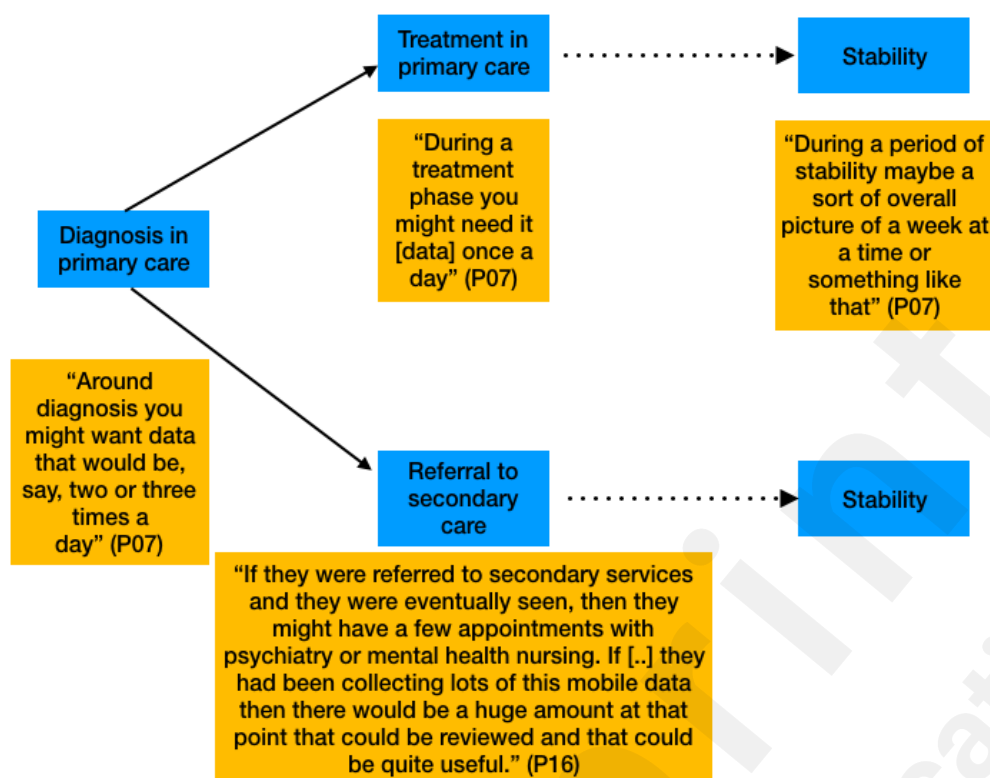 Treatment in
primary care
Stability
“During a
treatment
phase you
might need it
[data] once a
day” (P07)
“During a period of
stability maybe a
sort of overall
picture of a week at
a time or
something like
that” (P07)
Diagnosis in
primary care
“Around
diagnosis you
might want data
that would be,
say, two or three
times a
day” (P07)
Referral to
secondary
care
Stability
“If they were referred to secondary services
and they were eventually seen, then they
might have a few appointments with
psychiatry or mental health nursing. If [..] they
had been collecting lots of this mobile data
then there would be a huge amount at that
point that could be reviewed and that could
be quite useful.” (P16)